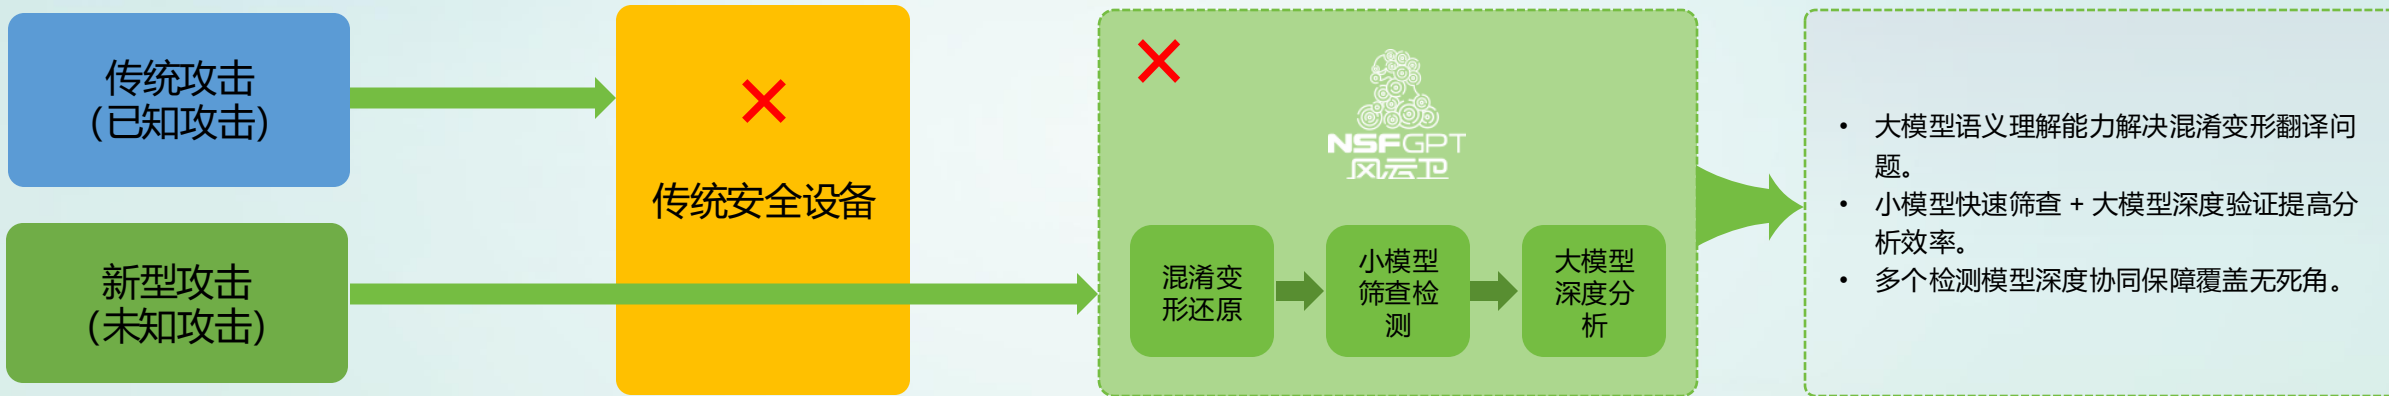 传统攻击
(已知攻击)
新型攻击
(未知攻击)
传统安全设备
NSFGPT
风云卫
混淆变
形还原
小模型
筛查检
测
大模型
深度分
析
• 大模型语义理解能力解决混淆变形翻译问
题。
• 小模型快速筛查 + 大模型深度验证提高分
析效率。
• 多个检测模型深度协同保障覆盖无死角。